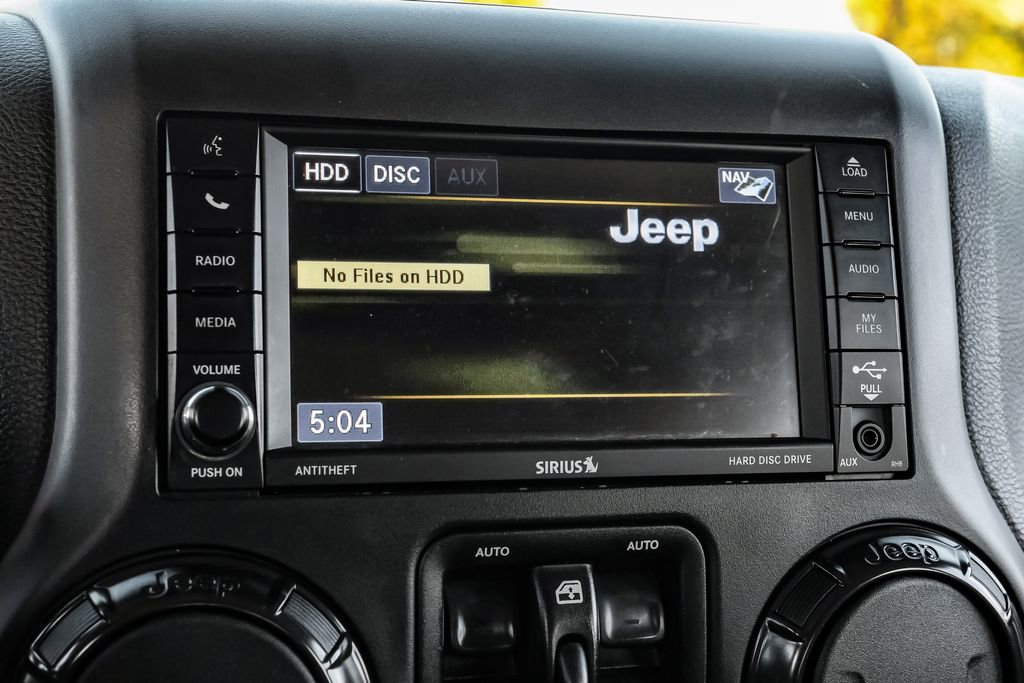 HDD DISC AUX
NAV
Jeep
No Files on HDD
5:04
RADIO
MEDIA
VOLUME
PUSH ON
LOAD
MENU
AUDIO
MY
FILES
PULL
AUX RHB
ANTITHEFT
SIRIUS
HARD DISC DRIVE
AUTO
AUTO
Jeep
Jeep